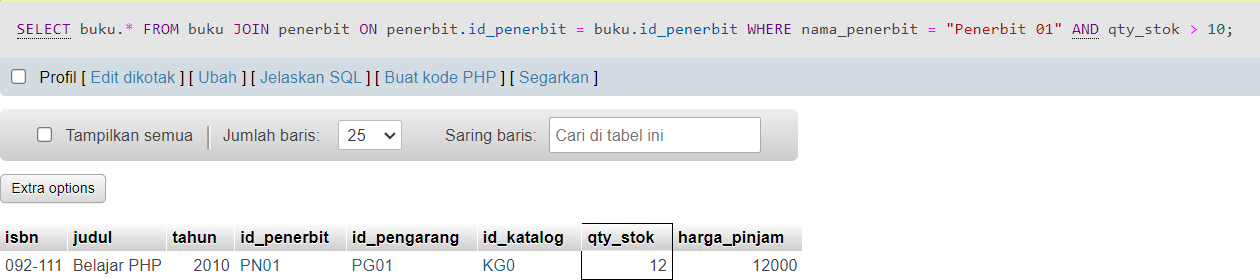 SELECT buku.* FROM buku JOIN penerbit ON penerbit.id_penerbit = buku.id_penerbit WHERE nama_penerbit = "Penerbit 01" AND qty_stok > 10;
Profil [ Edit dikotak ] [ Ubah ] [ Jelaskan SQL ] [ Buat kode PHP ] [ Segarkan ]
Tampilkan semua | Jumlah baris: 25 Saring baris: Cari di tabel ini
Extra options
isbn judul tahun id_penerbit id_pengarang id_katalog qty_stok harga_pinjam
092-111 Belajar PHP 2010 PN01 PG01 KG0 12 12000